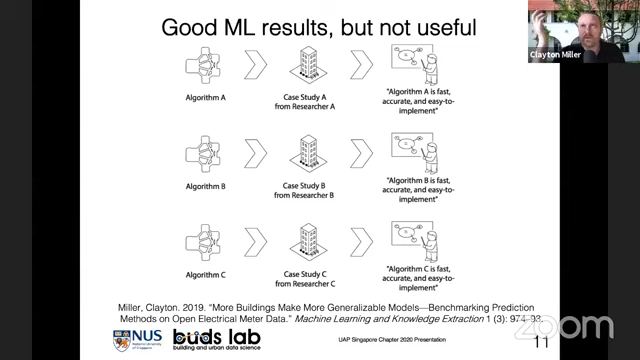 Good ML results, but not useful
Clayton Miller
Algorithm A
Case Study A
from Researcher A
"Algorithm A is fast,
accurate, and easy-to-
implement"
Algorithm B
Case Study B
from Researcher B
"Algorithm B is fast,
accurate, and easy-to-
implement"
Algorithm C
Case Study C
from Researcher C
"Algorithm C is fast,
accurate, and easy-to-
implement"
Miller, Clayton. 2019. “More Buildings Make More Generalizable Models—Benchmarking Prediction
Methods on Open Electrical Meter Data.” Machine Learning and Knowledge Extraction 1 (3): 974–93.
zoom
NUS
National University
of Singapore
buds lab
building and urban data science
UAP Singapore Chapter 2020 Presentation
11